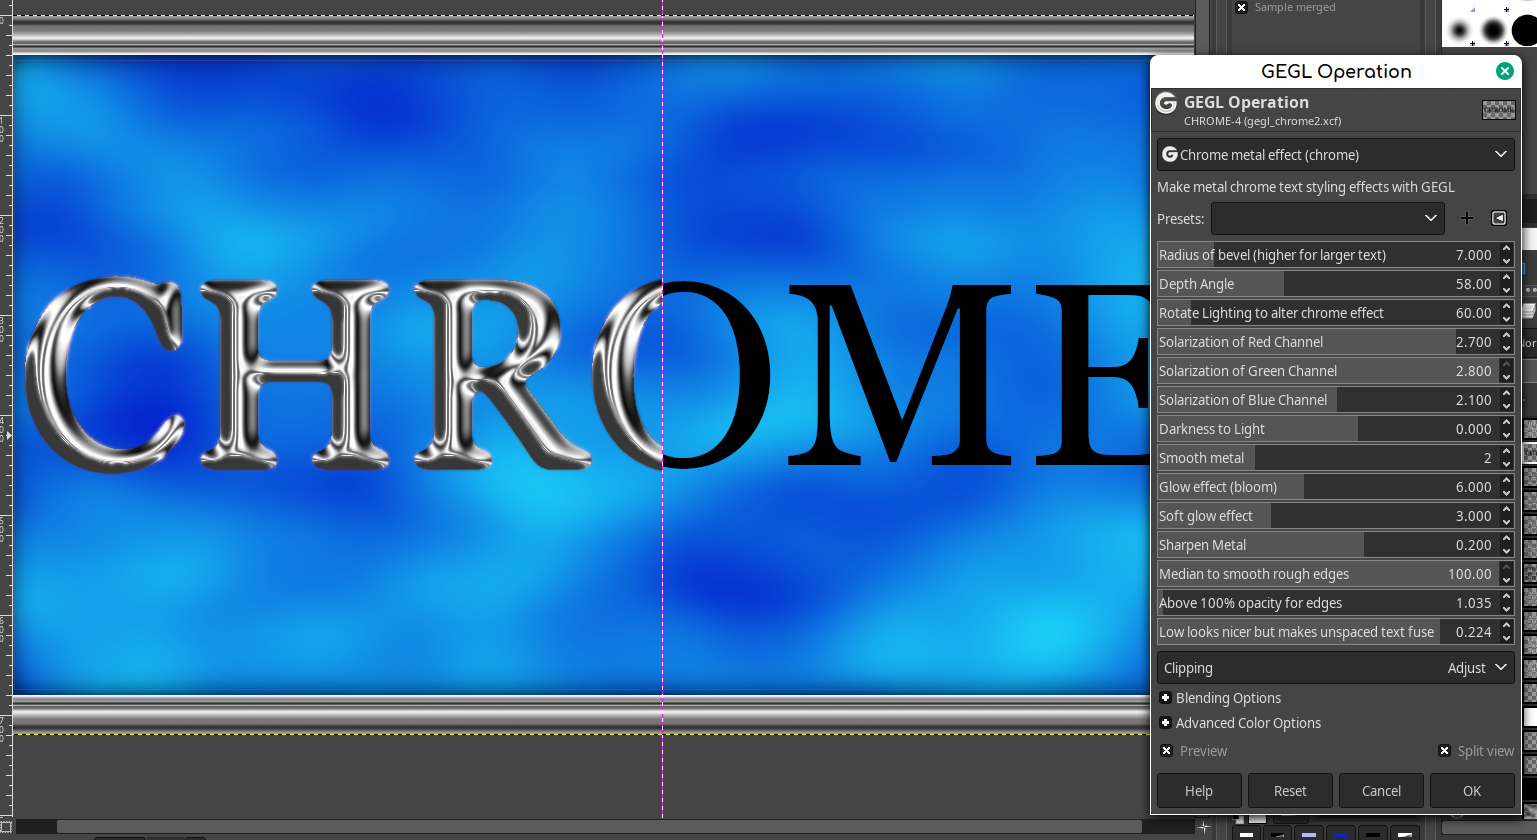 Sample merged
GEGL Operation
GEGL Operation
CHROME-4 (gegl_chrome2.xcf)
Chrome metal effect (chrome)
Make metal chrome text styling effects with GEGL
Presets:
Radius of bevel (higher for larger text) 7.000
Depth Angle 58.00
Rotate Lighting to alter chrome effect 60.00
Solarization of Red Channel 2.700
Solarization of Green Channel 2.800
Solarization of Blue Channel 2.100
Darkness to Light 0.000
Smooth metal 2
Glow effect (bloom) 6.000
Soft glow effect 3.000
Sharpen Metal 0.200
Median to smooth rough edges 100.00
Above 100% opacity for edges 1.035
Low looks nicer but makes unspaced text fuse 0.224
Clipping Adjust
Blending Options
Advanced Color Options
Preview Split view
Help Reset Cancel OK
CHROME